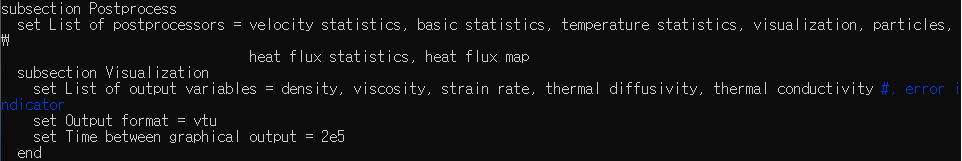 subsection Postprocess
  set List of postprocessors = velocity statistics, basic statistics, temperature statistics, visualization, particles,
₩
                               heat flux statistics, heat flux map
  subsection Visualization
    set List of output variables = density, viscosity, strain rate, thermal diffusivity, thermal conductivity #, error i
ndicator
    set Output format = vtu
    set Time between graphical output = 2e5
  end